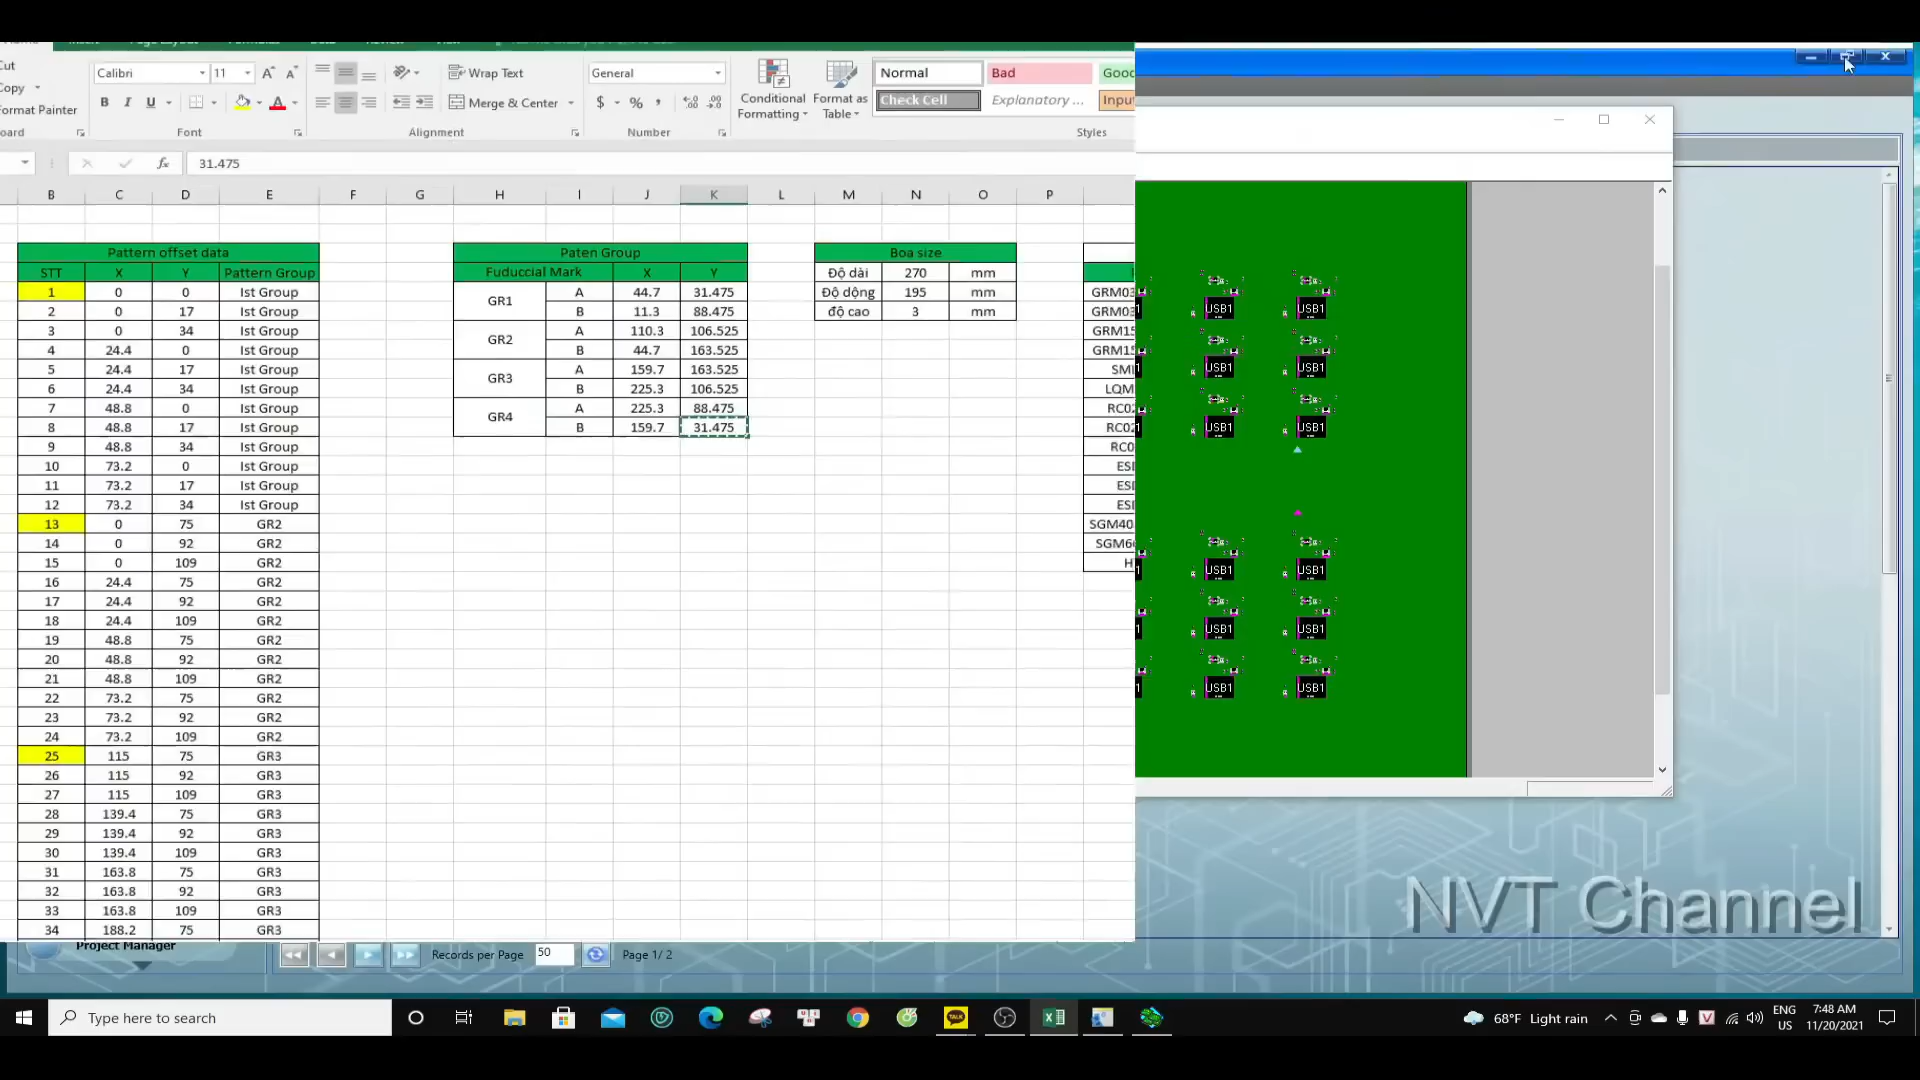 Cut
Copy
Format Painter
Calibri
11
Wrap Text
Merge & Center
General
Conditional Formatting
Format as Table
Normal
Bad
Good
Check Cell
Explanatory ...
Input
Font
Alignment
Number
Styles
31.475
B C D E F G H I J K L M N O P
Pattern offset data
STT X Y Pattern Group
1 0 0 Ist Group
2 0 17 Ist Group
3 0 34 Ist Group
4 24.4 0 Ist Group
5 24.4 17 Ist Group
6 24.4 34 Ist Group
7 48.8 0 Ist Group
8 48.8 17 Ist Group
9 48.8 34 Ist Group
10 73.2 0 Ist Group
11 73.2 17 Ist Group
12 73.2 34 Ist Group
13 0 75 GR2
14 0 92 GR2
15 0 109 GR2
16 24.4 75 GR2
17 24.4 92 GR2
18 24.4 109 GR2
19 48.8 75 GR2
20 48.8 92 GR2
21 48.8 109 GR2
22 73.2 75 GR2
23 73.2 92 GR2
24 73.2 109 GR2
25 115 75 GR3
26 115 92 GR3
27 115 109 GR3
28 139.4 75 GR3
29 139.4 92 GR3
30 139.4 109 GR3
31 163.8 75 GR3
32 163.8 92 GR3
33 163.8 109 GR3
34 188.2 75 GR3
Paten Group
Fuduccial Mark X Y
GR1 A 44.7 31.475
B 11.3 88.475
GR2 A 110.3 106.525
B 44.7 163.525
GR3 A 159.7 163.525
B 225.3 106.525
GR4 A 225.3 88.475
B 159.7 31.475
Boa size
Độ dài 270 mm
Độ dộng 195 mm
độ cao 3 mm
GRM03
GRM03
GRM15
GRM15
SMI
LQM
RC02
RC02
RC0
ESI
ESI
ESI
SGM40
SGM6
H
USB1 USB1
USB1 USB1
USB1 USB1
USB1 USB1
USB1 USB1
USB1 USB1
NVT Channel
Project Manager
Records per Page 50 Page 1/ 2
Type here to search
TALK
68°F Light rain
ENG
US
7:48 AM
11/20/2021